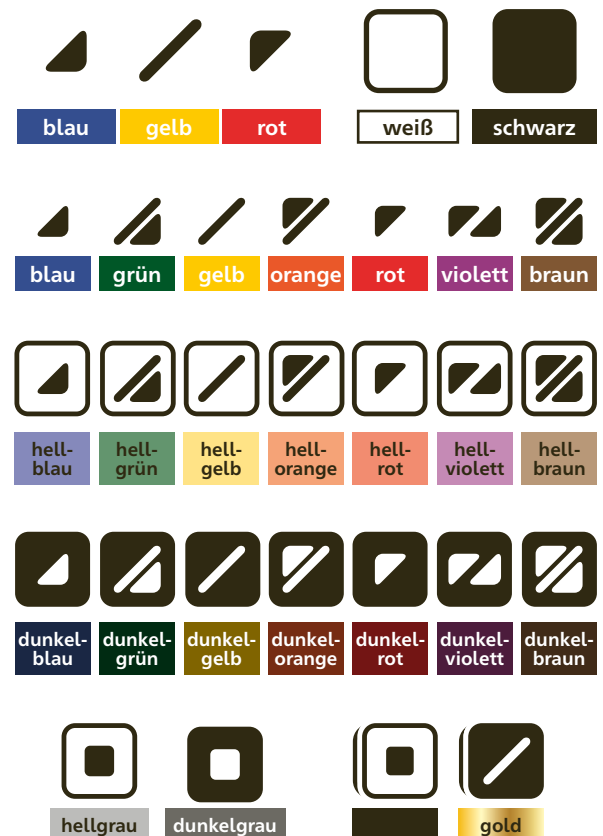 blau gelb rot weiß schwarz
blau grün gelb orange rot violett braun
hell- hell- hell- hell- hell- hell- hell-
blau grün gelb orange rot violett braun
dunkel- dunkel- dunkel- dunkel- dunkel- dunkel- dunkel-
blau grün gelb orange rot violett braun
hellgrau dunkelgrau gold